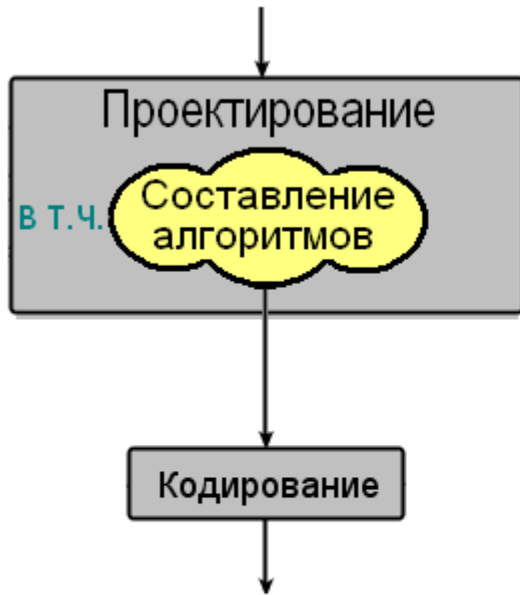 Проектирование
в т.ч.
Составление
алгоритмов
Кодирование